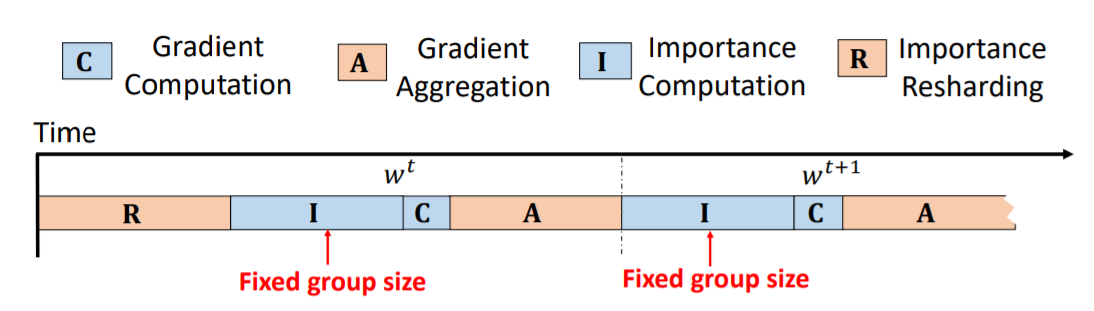 C Gradient Computation
A Gradient Aggregation
I Importance Computation
R Importance Resharding
Time
w^t w^{t+1}
R I C A I C A
Fixed group size Fixed group size